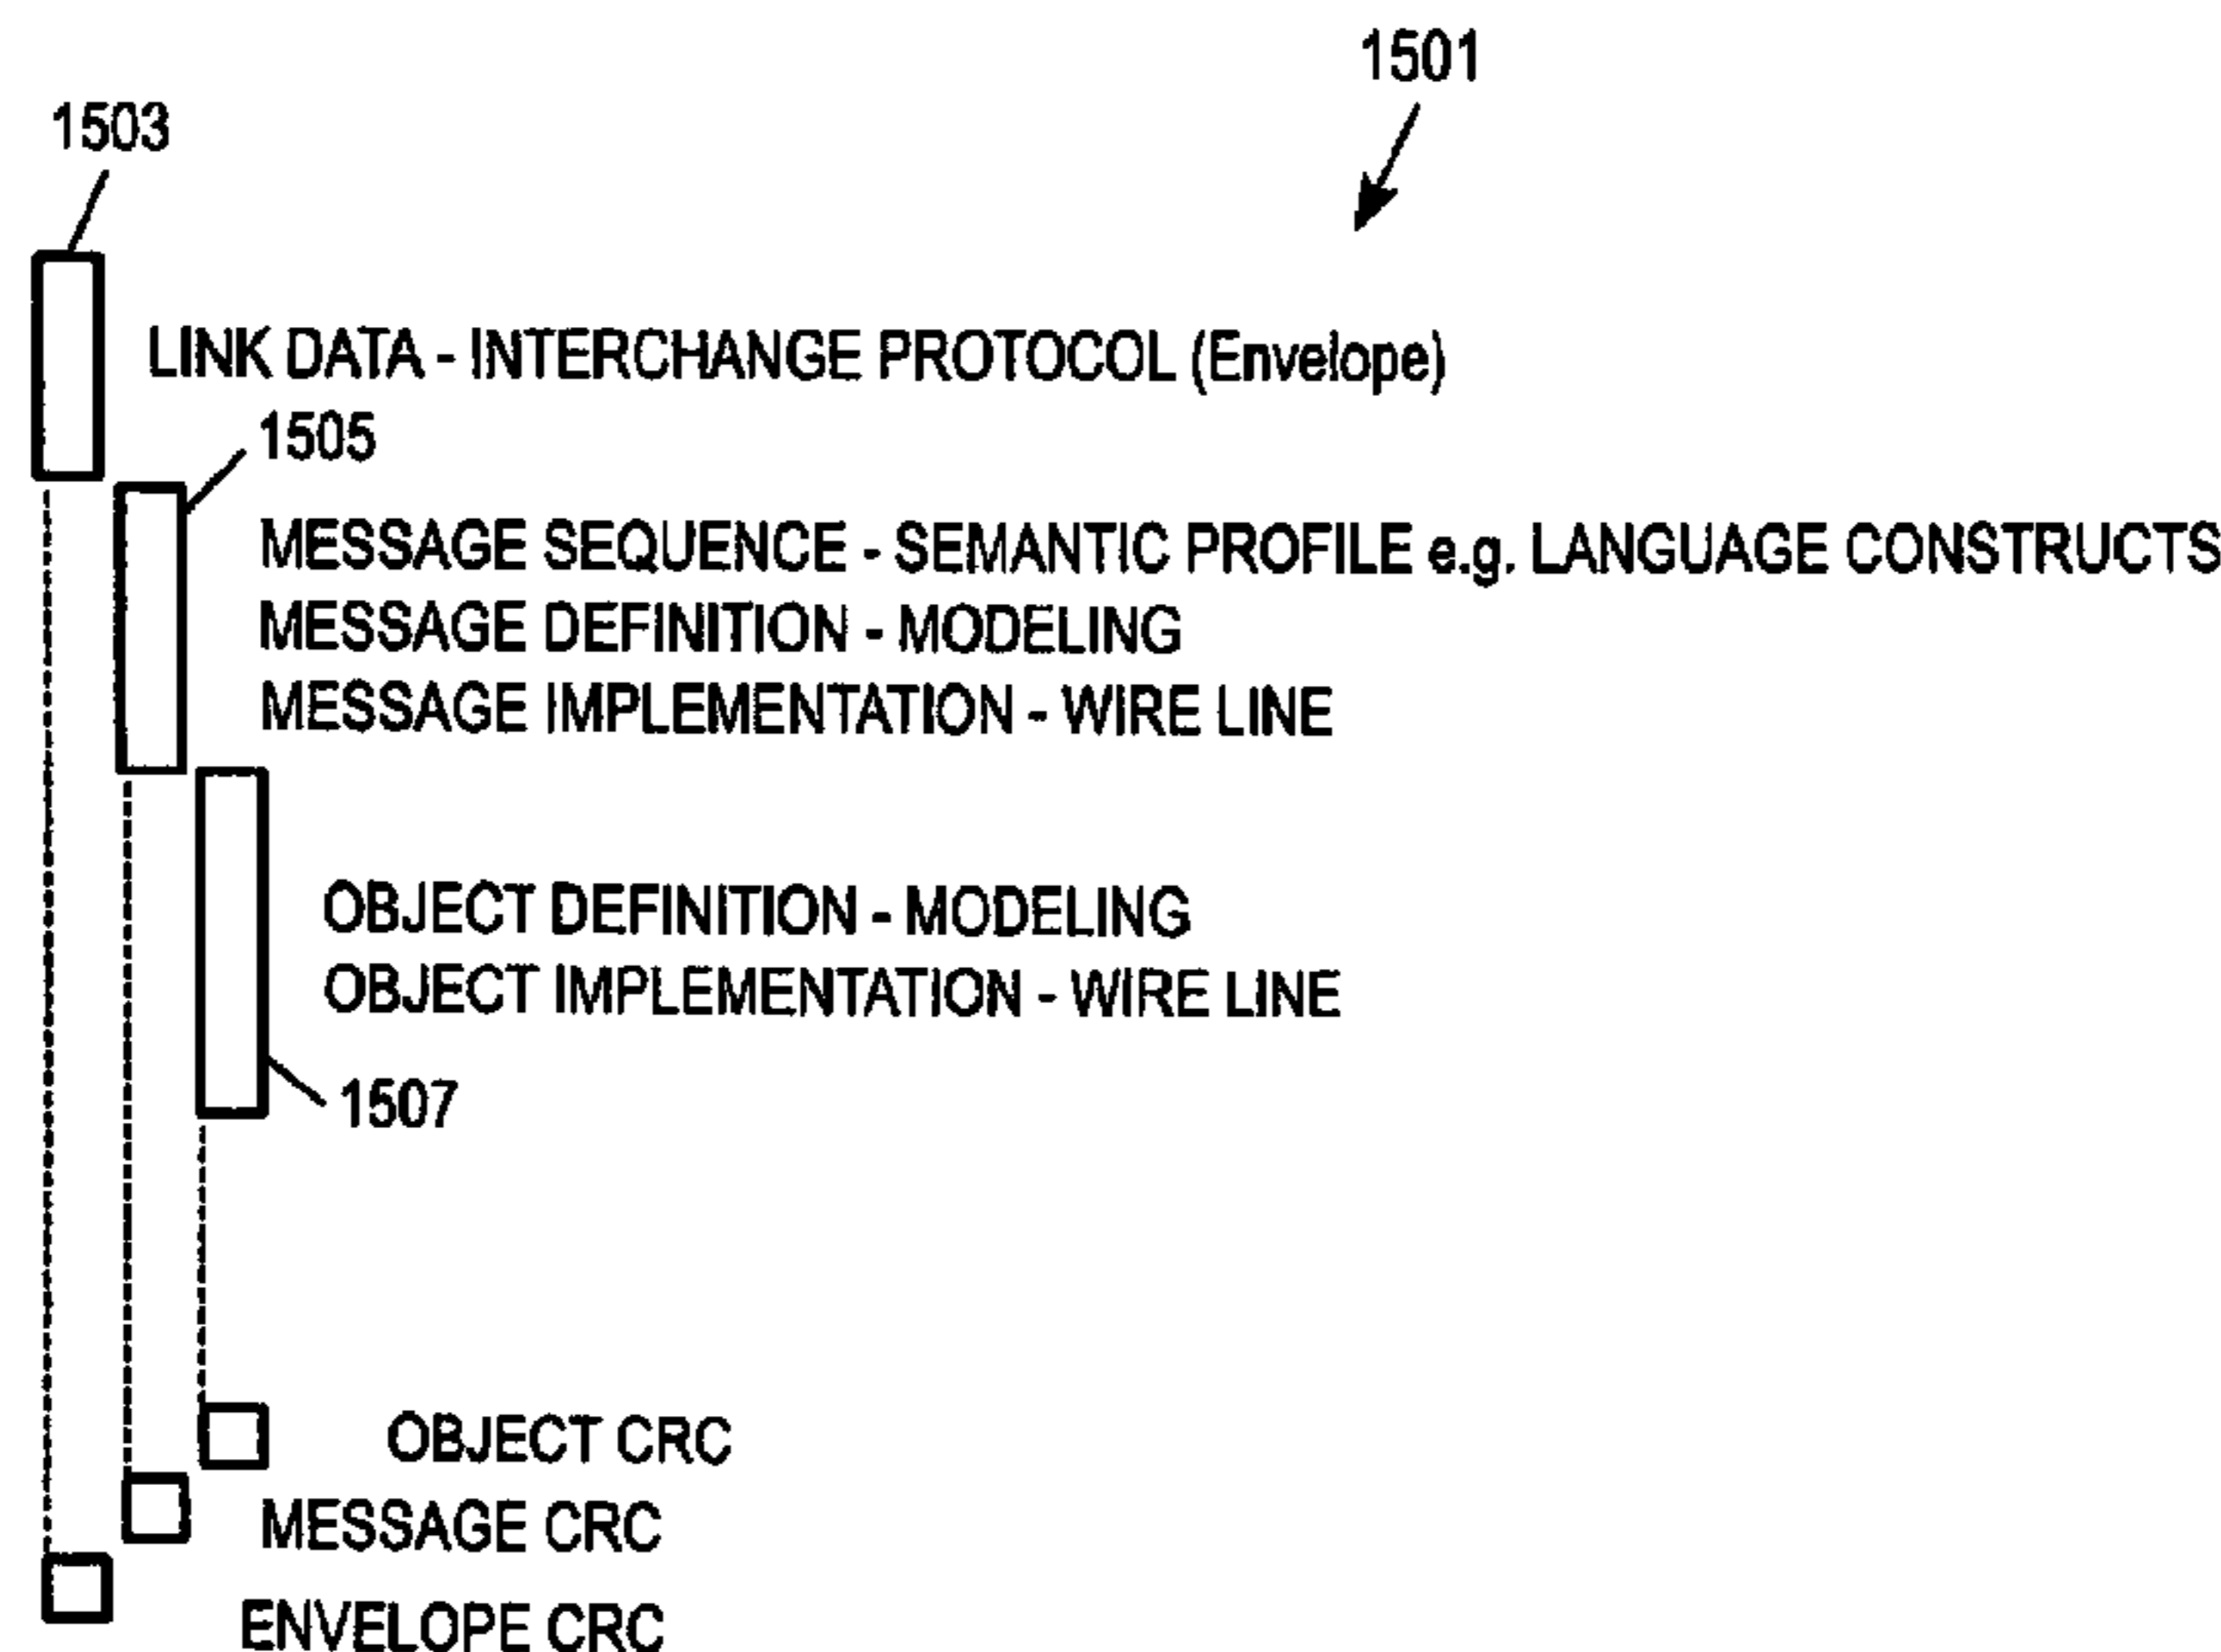 1501
1503
LINK DATA - INTERCHANGE PROTOCOL (Envelope)
1505
MESSAGE SEQUENCE - SEMANTIC PROFILE e.g. LANGUAGE CONSTRUCTS
MESSAGE DEFINITION - MODELING
MESSAGE IMPLEMENTATION - WIRE LINE
OBJECT DEFINITION - MODELING
OBJECT IMPLEMENTATION - WIRE LINE
1507
OBJECT CRC
MESSAGE CRC
ENVELOPE CRC